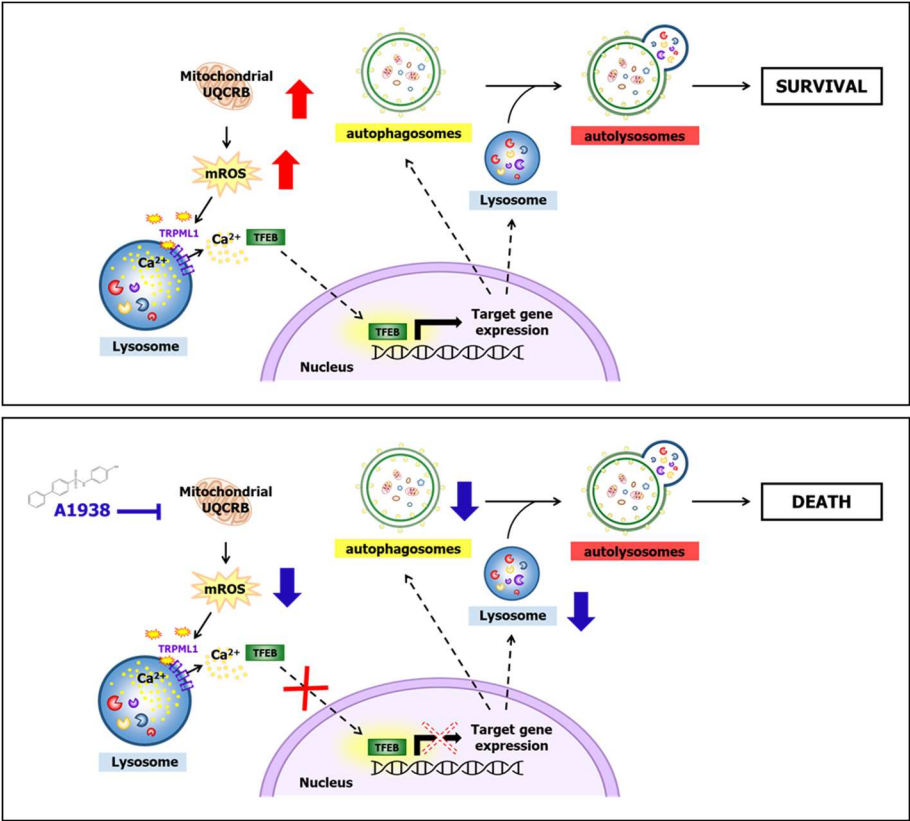 Mitochondrial
UQCRB
mROS
TRPML1
Ca²⁺
Ca²⁺
TFEB
Lysosome
autophagosomes
Lysosome
autolysosomes
SURVIVAL
TFEB
Target gene
expression
Nucleus
A1938
Mitochondrial
UQCRB
mROS
TRPML1
Ca²⁺
Ca²⁺
TFEB
Lysosome
autophagosomes
Lysosome
autolysosomes
DEATH
TFEB
Target gene
expression
Nucleus